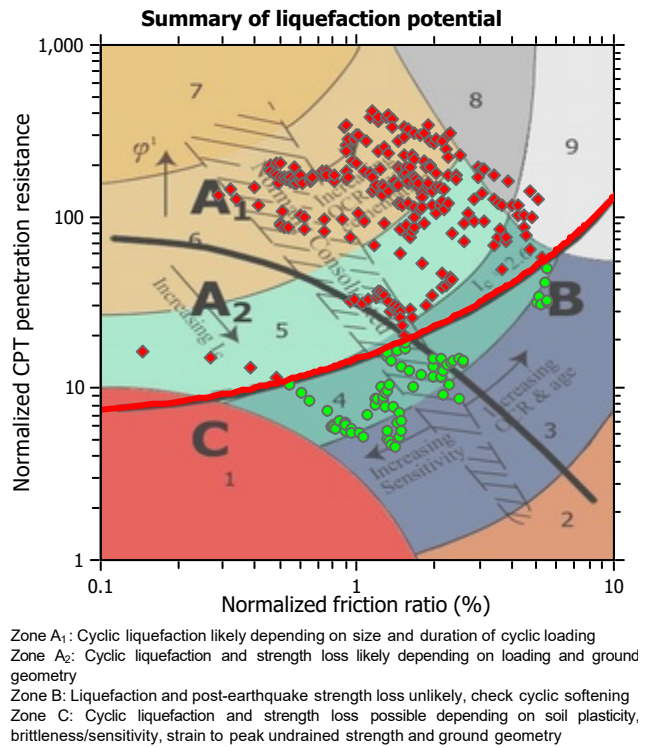 Summary of liquefaction potential
1,000
100
10
1
Normalized CPT penetration resistance
7
8
9
φ'
A1
6
A2
Increasing Ic
5
B
4
C
1
Increasing
Sensitivity
Increasing
OCR & age
3
2
0.1
1
10
Normalized friction ratio (%)
Zone A1: Cyclic liquefaction likely depending on size and duration of cyclic loading
Zone A2: Cyclic liquefaction and strength loss likely depending on loading and ground
geometry
Zone B: Liquefaction and post-earthquake strength loss unlikely, check cyclic softening
Zone C: Cyclic liquefaction and strength loss possible depending on soil plasticity,
brittleness/sensitivity, strain to peak undrained strength and ground geometry